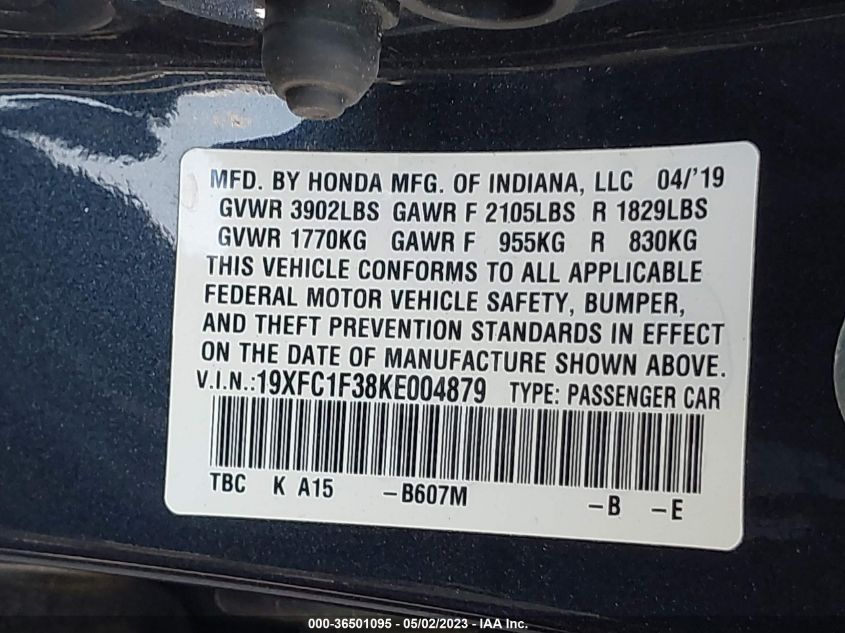 MFD. BY HONDA MFG. OF INDIANA, LLC 04/'19
GVWR 3902LBS GAWR F 2105LBS R 1829LBS
GVWR 1770KG GAWR F 955KG R 830KG
THIS VEHICLE CONFORMS TO ALL APPLICABLE
FEDERAL MOTOR VEHICLE SAFETY, BUMPER,
AND THEFT PREVENTION STANDARDS IN EFFECT
ON THE DATE OF MANUFACTURE SHOWN ABOVE.
V.I.N.:19XFC1F38KE004879 TYPE: PASSENGER CAR
TBC K A15 -B607M -B -E
000-36501095 - 05/02/2023 - IAA Inc.